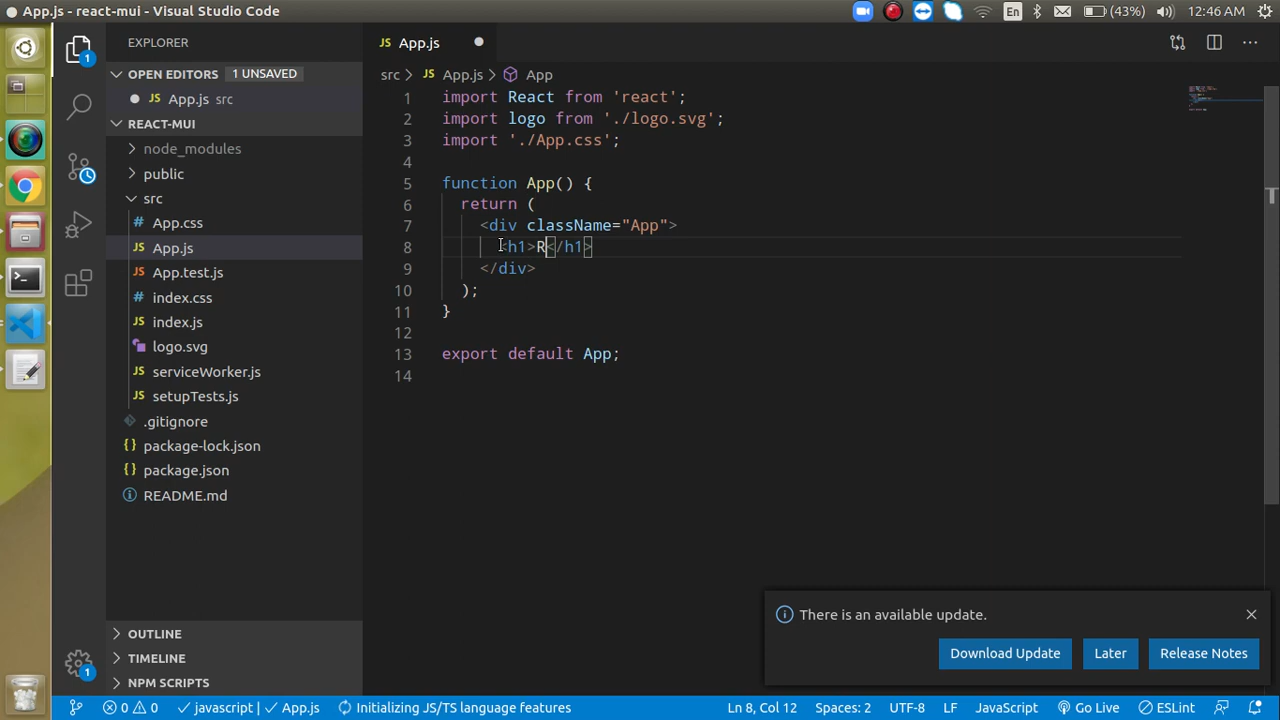 App.js - react-mui - Visual Studio Code
En
(43%)
12:46 AM
EXPLORER
OPEN EDITORS 1 UNSAVED
App.js src
REACT-MUI
node_modules
public
src
# App.css
JS App.js
JS App.test.js
# index.css
JS index.js
logo.svg
JS serviceWorker.js
JS setupTests.js
.gitignore
{} package-lock.json
{} package.json
README.md
OUTLINE
TIMELINE
NPM SCRIPTS
1
1
JS App.js
src > JS App.js > App
1 import React from 'react';
2 import logo from './logo.svg';
3 import './App.css';
4
5 function App() {
6 return (
7 <div className="App">
8 <h1>R</h1>
9 </div>
10 );
11 }
12
13 export default App;
14
There is an available update.
Download Update
Later
Release Notes
0 0 javascript | App.js Initializing JS/TS language features Ln 8, Col 12 Spaces: 2 UTF-8 LF JavaScript Go Live ESLint